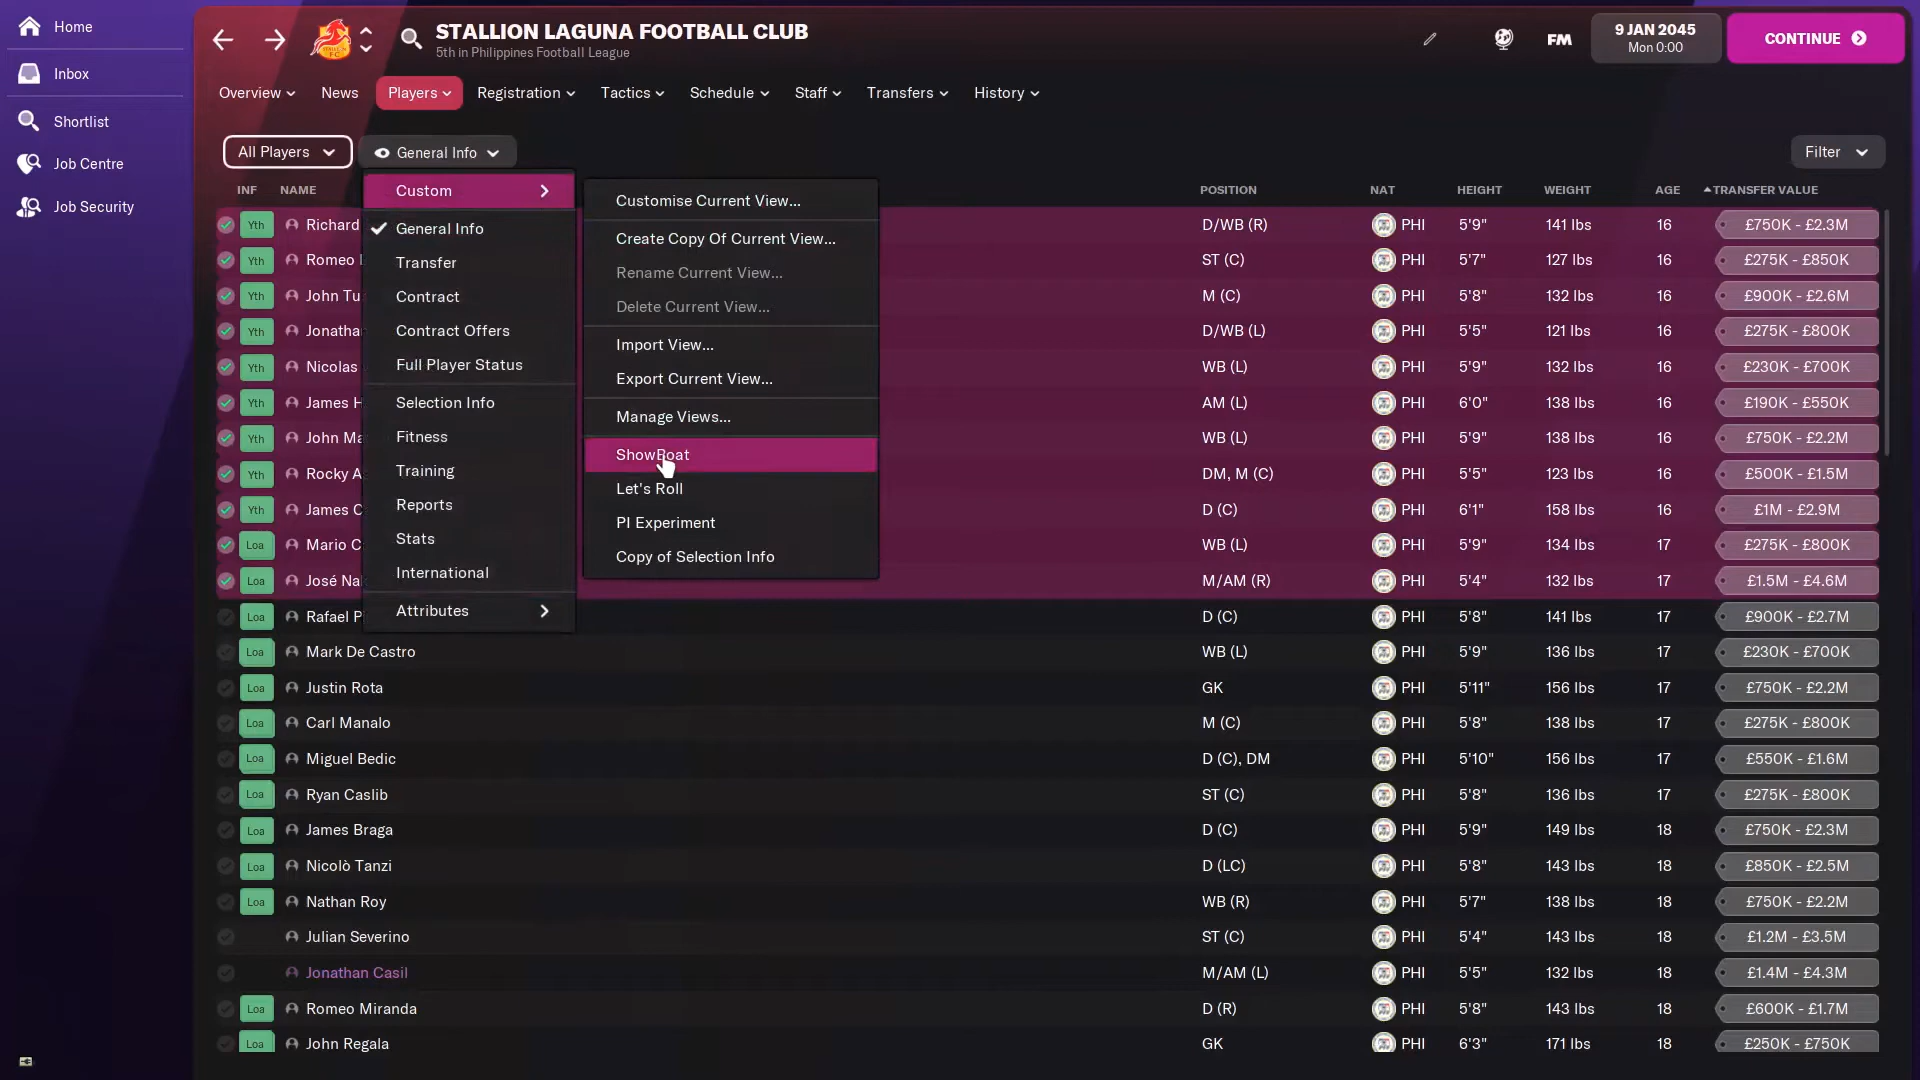 Home
Inbox
Shortlist
Job Centre
Job Security
STALLION LAGUNA FOOTBALL CLUB
5th in Philippines Football League
FM
9 JAN 2045
Mon 0:00
CONTINUE
Overview News Players Registration Tactics Schedule Staff Transfers History
All Players General Info Filter
INF NAME POSITION NAT HEIGHT WEIGHT AGE TRANSFER VALUE
Custom
General Info
Transfer
Contract
Contract Offers
Full Player Status
Selection Info
Fitness
Training
Reports
Stats
International
Attributes
Customise Current View...
Create Copy Of Current View...
Rename Current View...
Delete Current View...
Import View...
Export Current View...
Manage Views...
ShowBoat
Let's Roll
PI Experiment
Copy of Selection Info
Yth Richard D/WB (R) PHI 5'9" 141 lbs 16 £750K - £2.3M
Yth Romeo ST (C) PHI 5'7" 127 lbs 16 £275K - £850K
Yth John Tu M (C) PHI 5'8" 132 lbs 16 £900K - £2.6M
Yth Jonatha D/WB (L) PHI 5'5" 121 lbs 16 £275K - £800K
Yth Nicolas WB (L) PHI 5'9" 132 lbs 16 £230K - £700K
Yth James H AM (L) PHI 6'0" 138 lbs 16 £190K - £550K
Yth John Ma WB (L) PHI 5'9" 138 lbs 16 £750K - £2.2M
Yth Rocky A DM, M (C) PHI 5'5" 123 lbs 16 £500K - £1.5M
Yth James C D (C) PHI 6'1" 158 lbs 16 £1M - £2.9M
Loa Mario C WB (L) PHI 5'9" 134 lbs 17 £275K - £800K
Loa José Na M/AM (R) PHI 5'4" 132 lbs 17 £1.5M - £4.6M
Loa Rafael P D (C) PHI 5'8" 141 lbs 17 £900K - £2.7M
Loa Mark De Castro WB (L) PHI 5'9" 136 lbs 17 £230K - £700K
Loa Justin Rota GK PHI 5'11" 156 lbs 17 £750K - £2.2M
Loa Carl Manalo M (C) PHI 5'8" 138 lbs 17 £275K - £800K
Loa Miguel Bedic D (C), DM PHI 5'10" 156 lbs 17 £550K - £1.6M
Loa Ryan Caslib ST (C) PHI 5'8" 136 lbs 17 £275K - £800K
Loa James Braga D (C) PHI 5'9" 149 lbs 18 £750K - £2.3M
Loa Nicolò Tanzi D (LC) PHI 5'8" 143 lbs 18 £850K - £2.5M
Loa Nathan Roy WB (R) PHI 5'7" 138 lbs 18 £750K - £2.2M
Julian Severino ST (C) PHI 5'4" 143 lbs 18 £1.2M - £3.5M
Jonathan Casil M/AM (L) PHI 5'5" 132 lbs 18 £1.4M - £4.3M
Loa Romeo Miranda D (R) PHI 5'8" 143 lbs 18 £600K - £1.7M
Loa John Regala GK PHI 6'3" 171 lbs 18 £250K - £750K